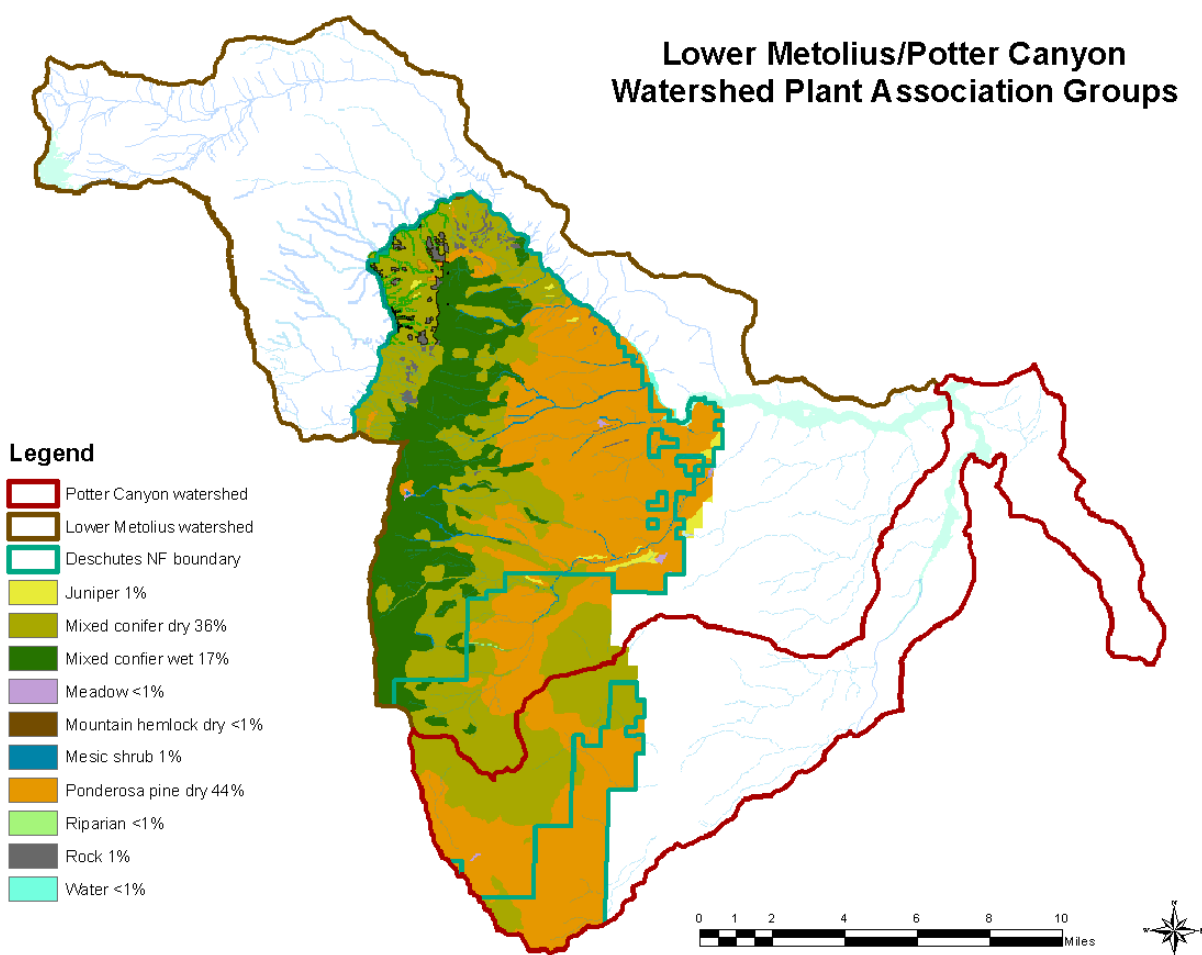 Lower Metolius/Potter Canyon
Watershed Plant Association Groups
Legend
Potter Canyon watershed
Lower Metolius watershed
Deschutes NF boundary
Juniper 1%
Mixed conifer dry 36%
Mixed confier wet 17%
Meadow <1%
Mountain hemlock dry <1%
Mesic shrub 1%
Ponderosa pine dry 44%
Riparian <1%
Rock 1%
Water <1%
0 1 2 4 6 8 10
Miles